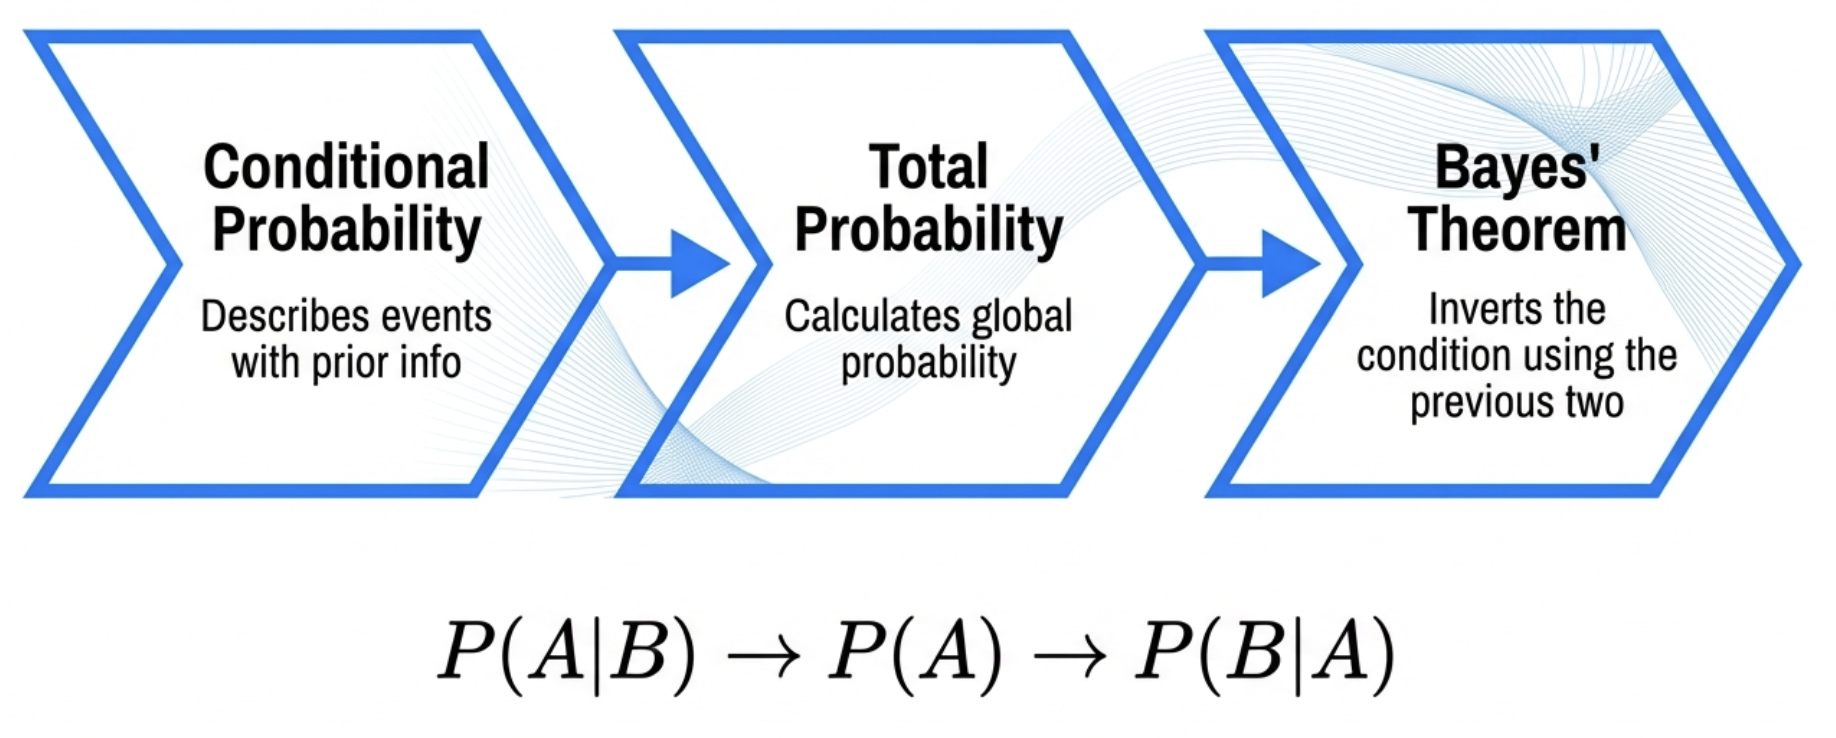 Conditional
Probability
Describes events
with prior info
Total
Probability
Calculates global
probability
Bayes'
Theorem
Inverts the
condition using the
previous two
P(A|B) → P(A) → P(B|A)